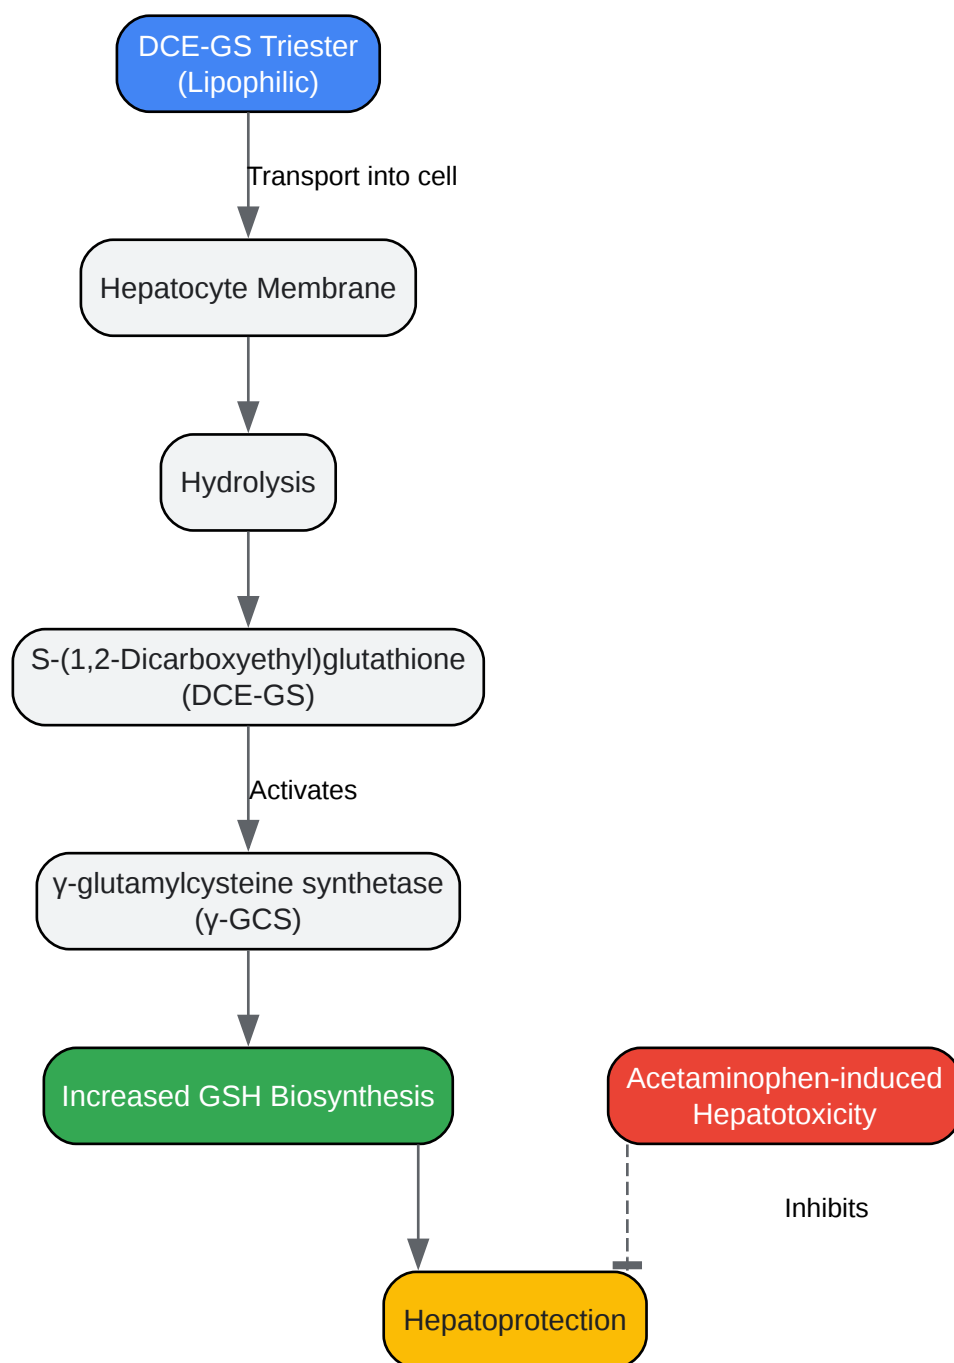 DCE-GS Triester
(Lipophilic)
Transport into cell
Hepatocyte Membrane
Hydrolysis
S-(1,2-Dicarboxyethyl)glutathione
(DCE-GS)
Activates
γ-glutamylcysteine synthetase
(γ-GCS)
Increased GSH Biosynthesis
Acetaminophen-induced
Hepatotoxicity
Inhibits
Hepatoprotection